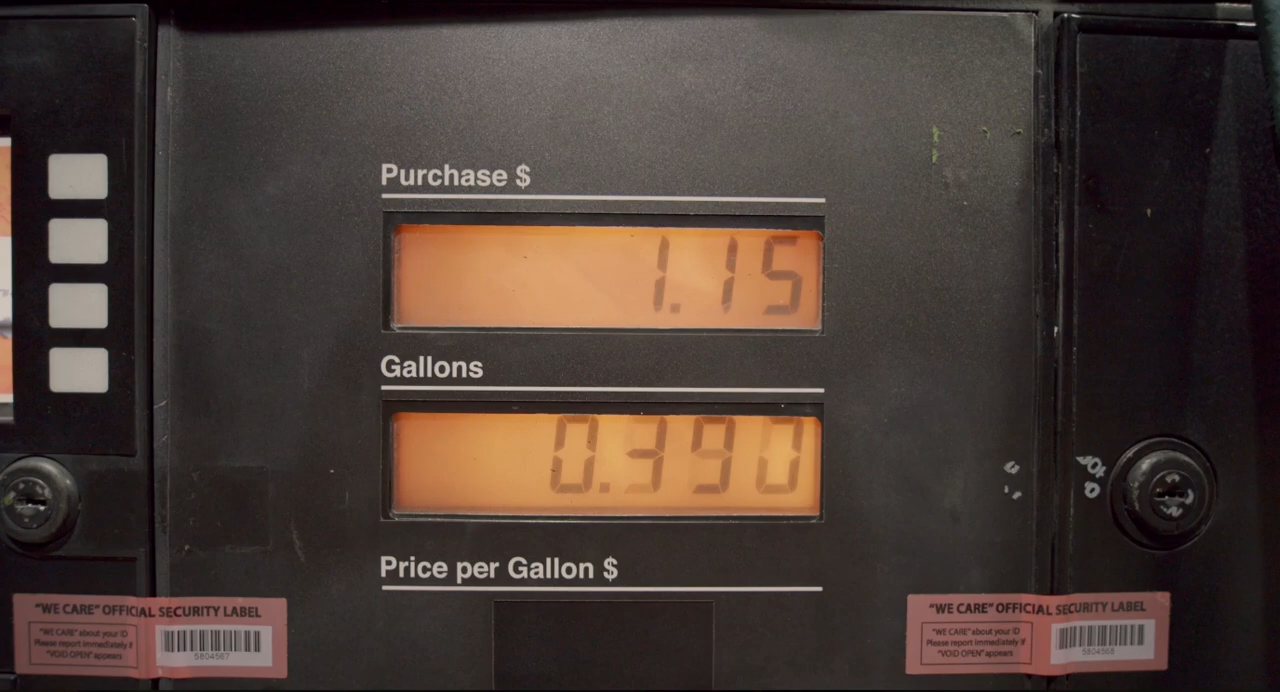 Purchase $
1.15
Gallons
0.390
Price per Gallon $
"WE CARE" OFFICIAL SECURITY LABEL
"WE CARE" about your ID
Please report immediately if
"VOID OPEN" appears
5804567
"WE CARE" OFFICIAL SECURITY LABEL
"WE CARE" about your ID
Please report immediately if
"VOID OPEN" appears
5804568